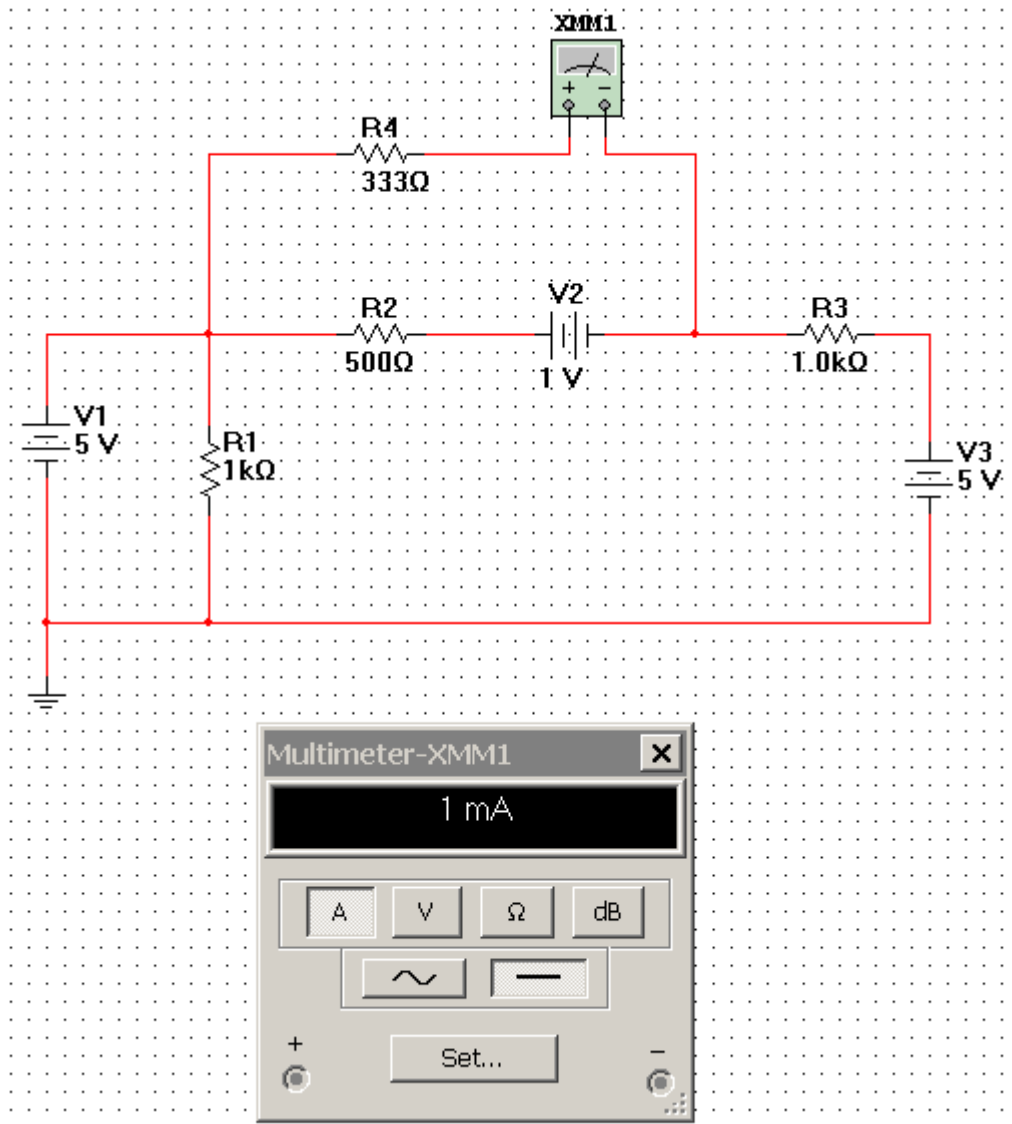 XMM1
+ −
R4
333Ω
R2
500Ω
V2
1 V
R3
1.0kΩ
V1
5 V
R1
1kΩ
V3
5 V
Multimeter-XMM1
1 mA
A V Ω dB
+ Set... −